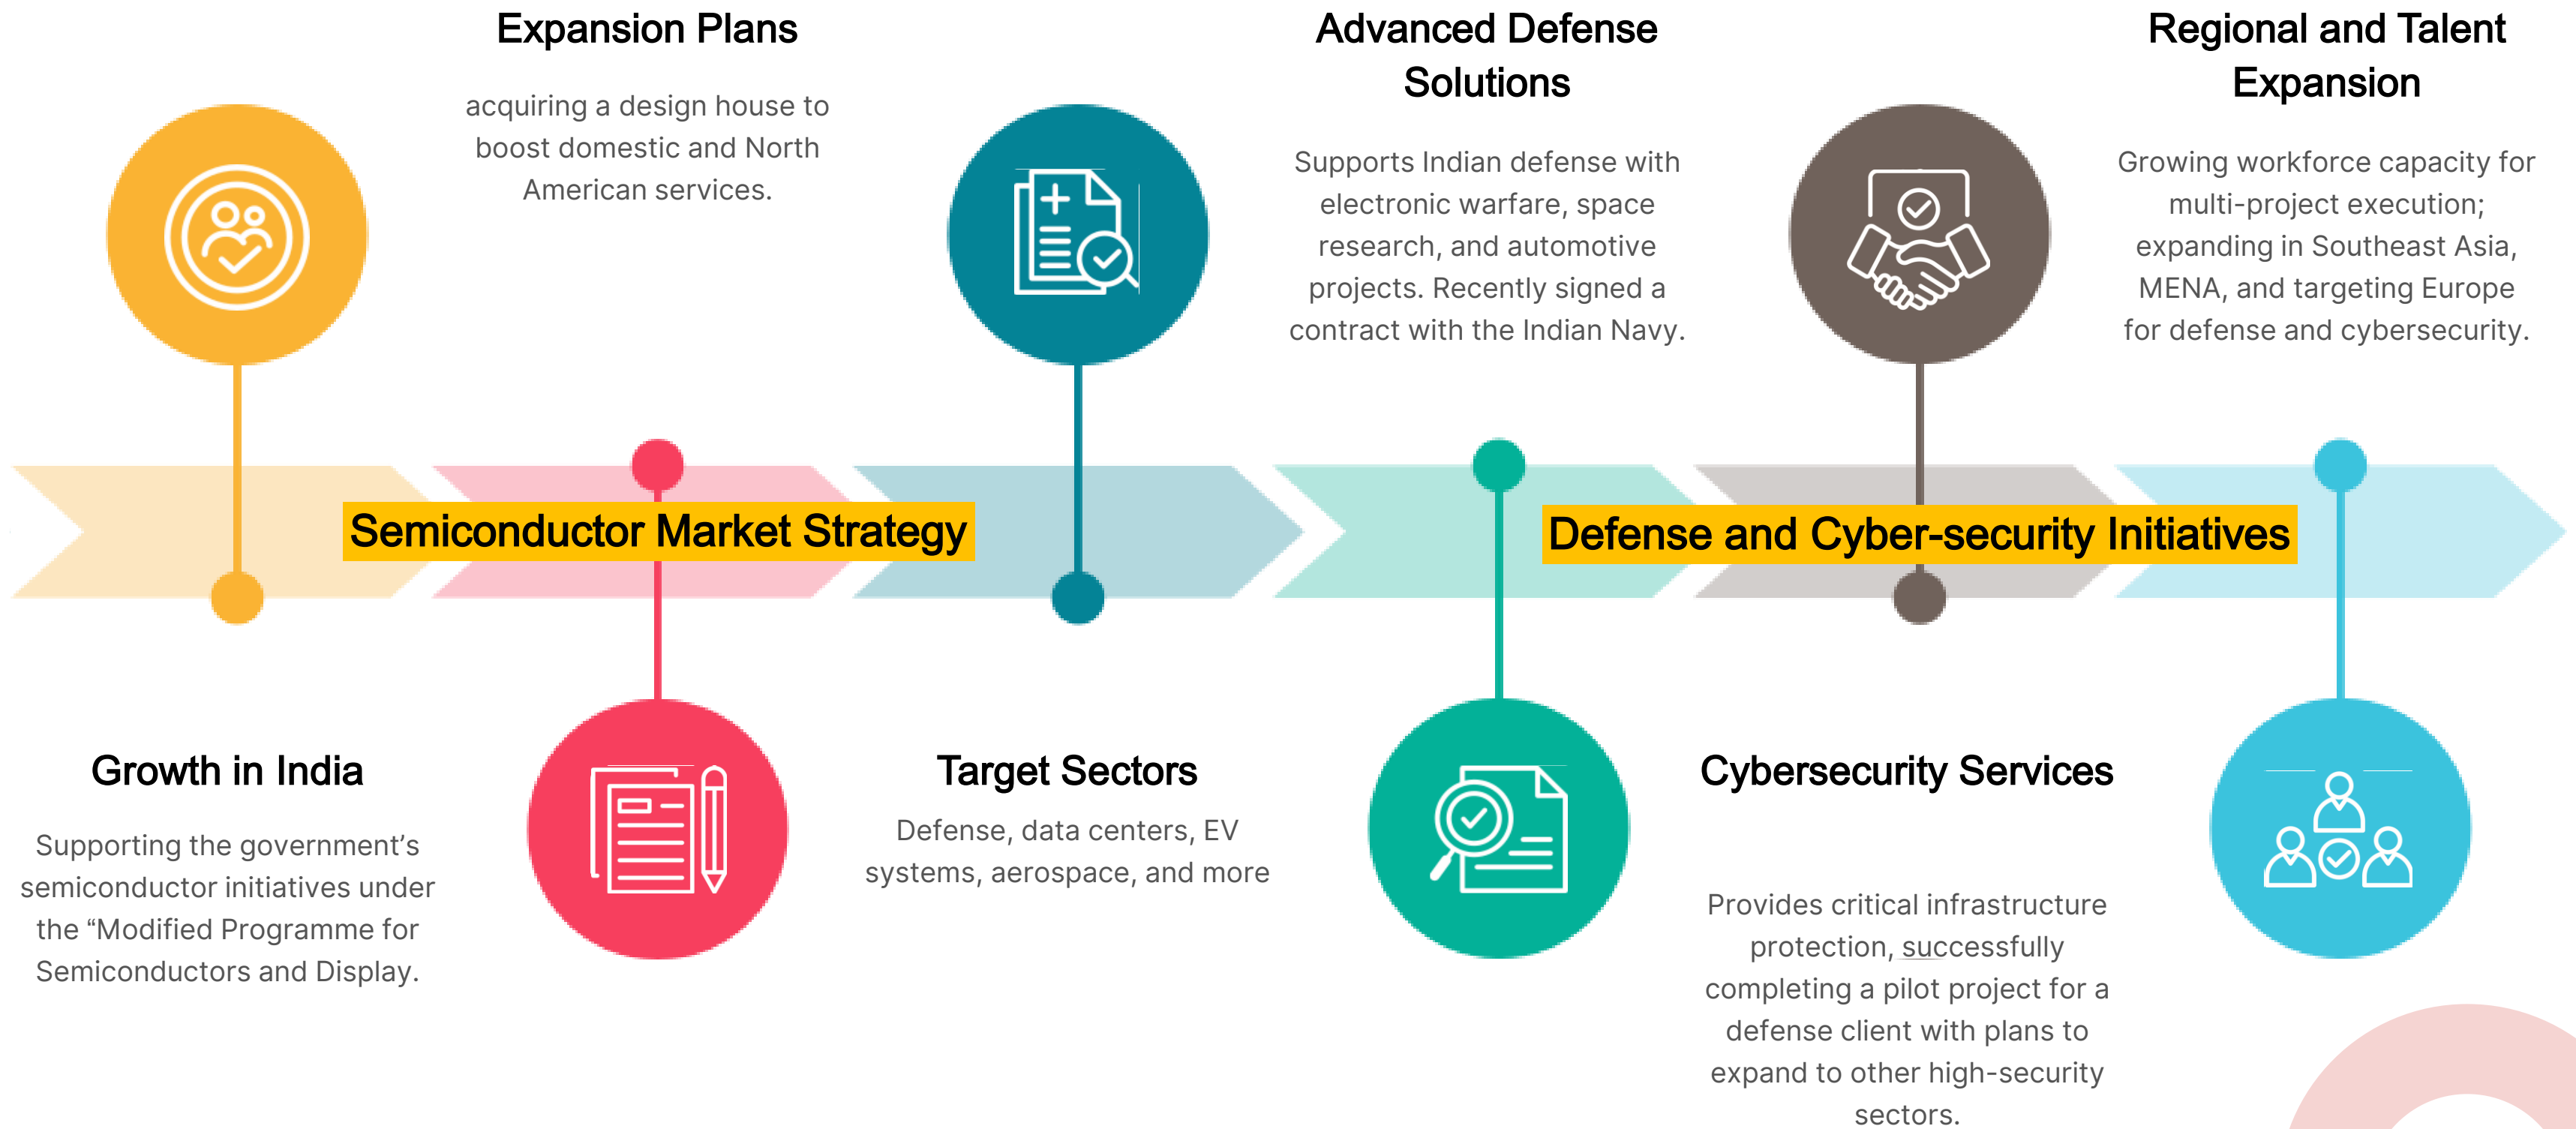 Expansion Plans
acquiring a design house to
boost domestic and North
American services.
Advanced Defense
Solutions
Supports Indian defense with
electronic warfare, space
research, and automotive
projects. Recently signed a
contract with the Indian Navy.
Regional and Talent
Expansion
Growing workforce capacity for
multi-project execution;
expanding in Southeast Asia,
MENA, and targeting Europe
for defense and cybersecurity.
Semiconductor Market Strategy
Defense and Cyber-security Initiatives
Growth in India
Supporting the government’s
semiconductor initiatives under
the “Modified Programme for
Semiconductors and Display.
Target Sectors
Defense, data centers, EV
systems, aerospace, and more
Cybersecurity Services
Provides critical infrastructure
protection, successfully
completing a pilot project for a
defense client with plans to
expand to other high-security
sectors.